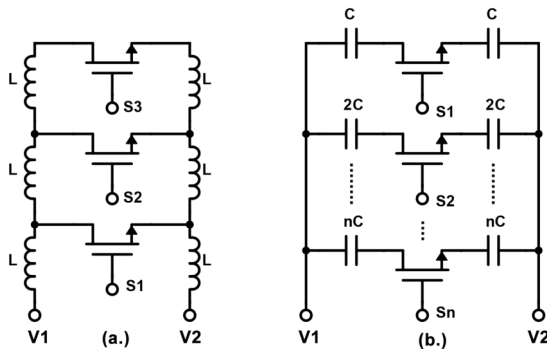 C C
L L
S3 S1
2C 2C
L L
S2 S2
nC nC
L L
S1 Sn
V1 (a.) V2 V1 (b.) V2